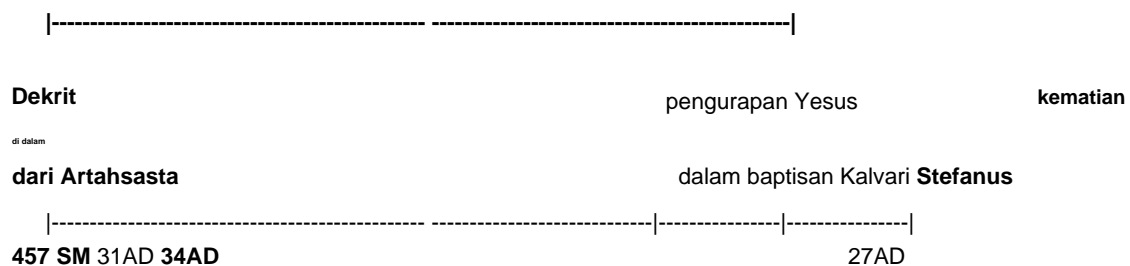 |------------------------------------------------- -----------------------------------------------|
Dekrit pengurapan Yesus kematian
di dalam
dari Artahsasta dalam baptisan Kalvari Stefanus
|------------------------------------------------- -----------------------------|----------------|----------------|
457 SM 31AD 34AD 27AD